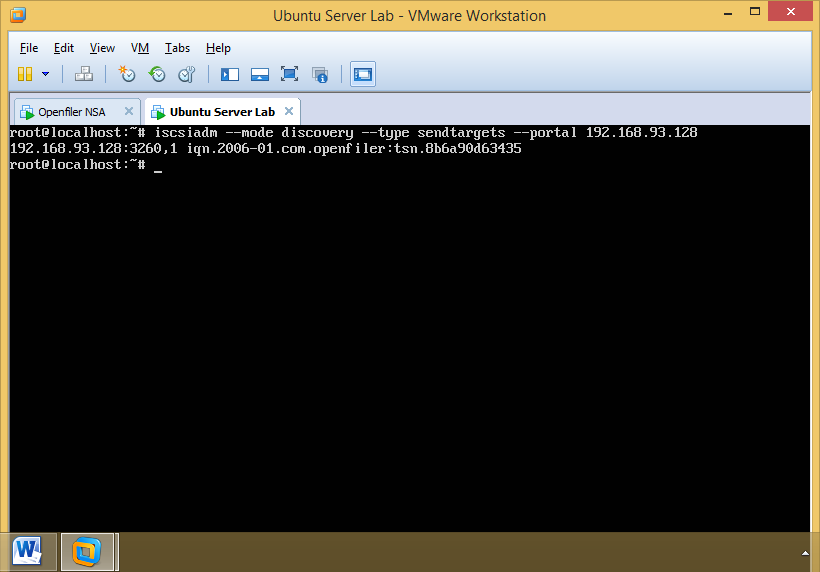 Ubuntu Server Lab - VMware Workstation
File Edit View VM Tabs Help
Openfiler NSA Ubuntu Server Lab
root@localhost:~# iscsiadm --mode discovery --type sendtargets --portal 192.168.93.128
192.168.93.128:3260,1 iqn.2006-01.com.openfiler:tsn.8b6a90d63435
root@localhost:~# _
W